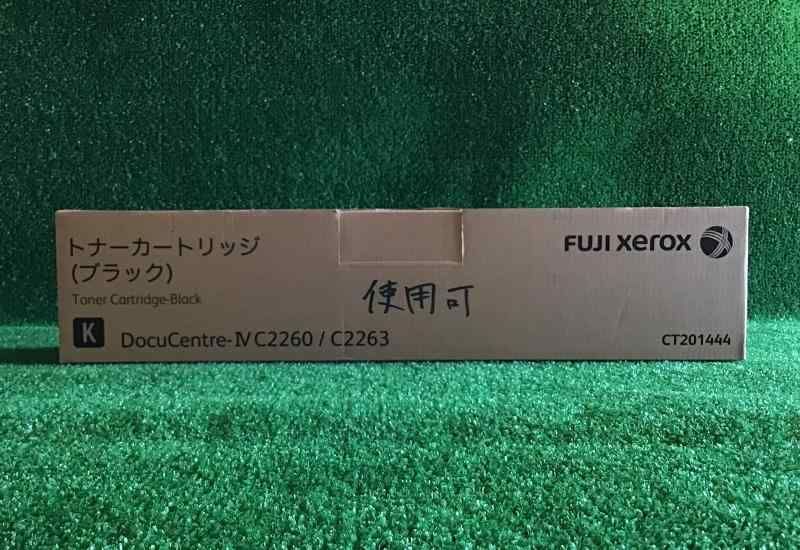 トナーカートリッジ
(ブラック)
Toner Cartridge-Black
K
DocuCentre-Ⅳ C2260 / C2263
使用可
FUJI xerox
CT201444